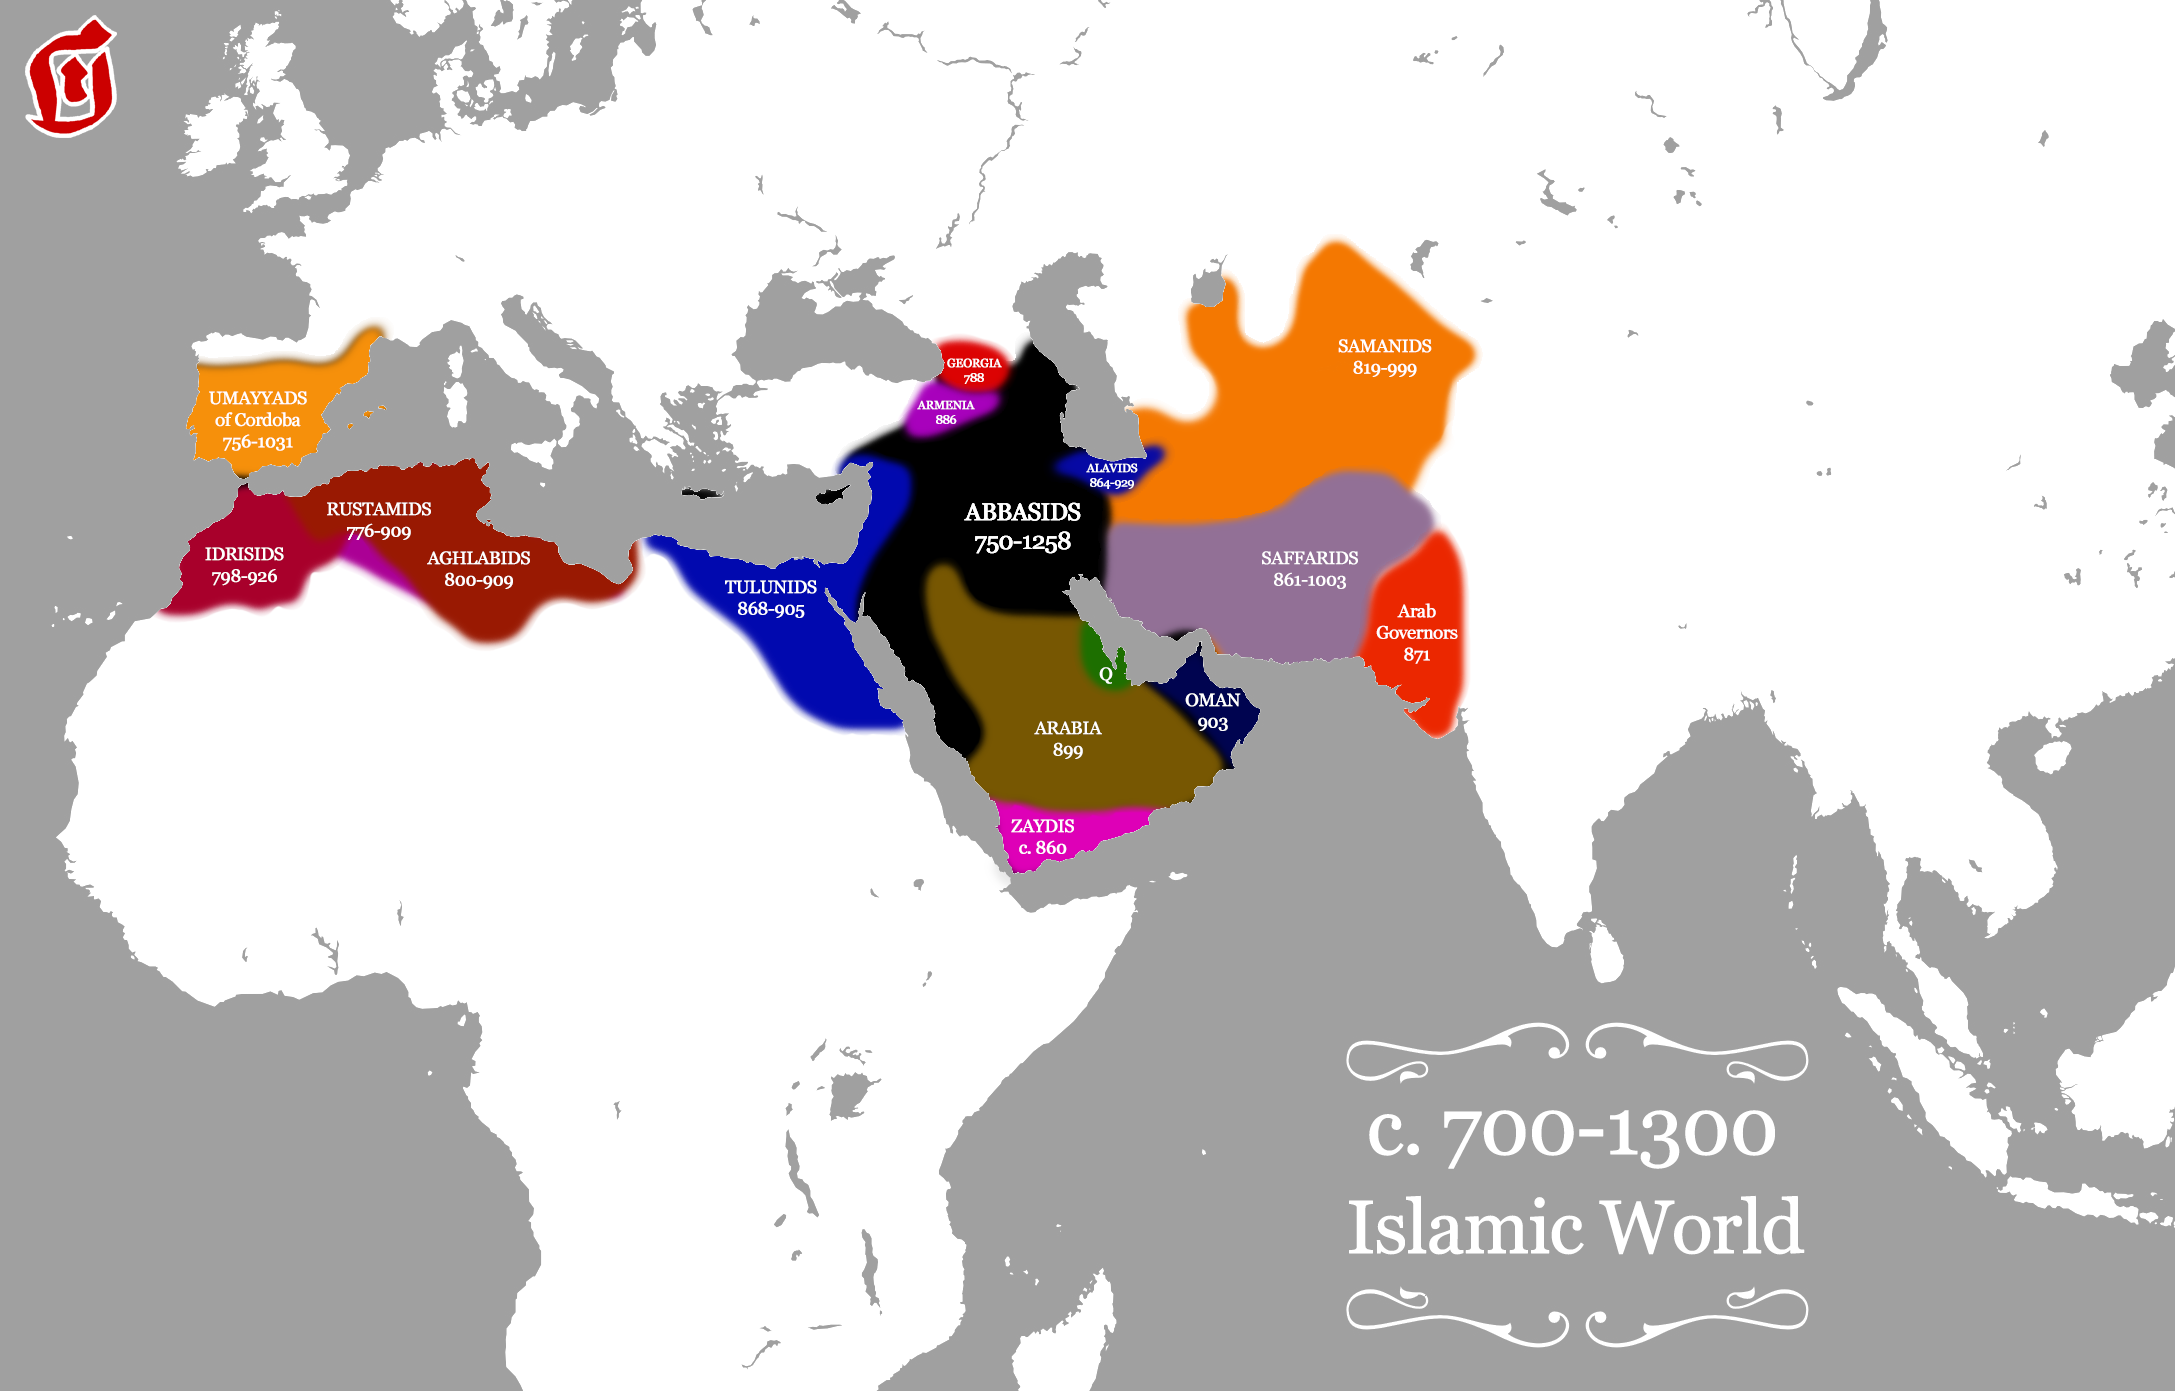 GEORGIA
788
SAMANIDS
819-999
UMAYYADS
of Cordoba
756-1031
ARMENIA
886
ALAVIDS
864-929
RUSTAMIDS
776-909
ABBASIDS
750-1258
IDRISIDS
798-926
AGHLABIDS
800-909
TULUNIDS
868-905
SAFFARIDS
861-1003
Arab
Governors
871
Q
OMAN
903
ARABIA
899
ZAYDIS
c. 860
c. 700-1300
Islamic World